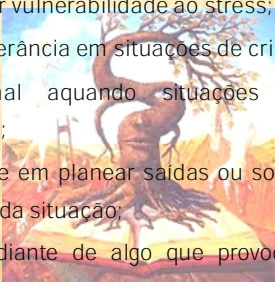 r vulnerabilidade ao stress;
erância em situações de cri
nal aquando situações
;
e em planear saídas ou so
da situação;
diante de algo que provoc